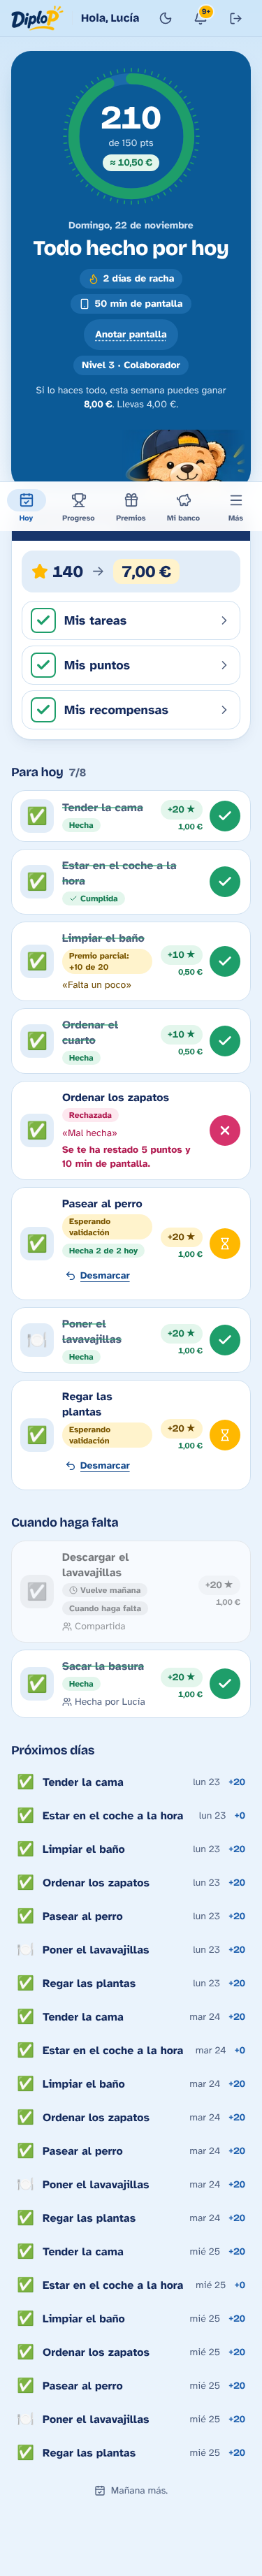 DiploP
Hola, Lucía
9+
210
de 150 pts
≈ 10,50 €
Domingo, 22 de noviembre
Todo hecho por hoy
2 días de racha
50 min de pantalla
Anotar pantalla
Nivel 3 · Colaborador
Si lo haces todo, esta semana puedes ganar
8,00 €. Llevas 4,00 €.
Hoy
Progreso
Premios
Mi banco
Más
140 → 7,00 €
Mis tareas
Mis puntos
Mis recompensas
Para hoy 7/8
Tender la cama
Hecha
+20 ★
1,00 €
Estar en el coche a la
hora
Cumplida
Limpiar el baño
Premio parcial:
+10 de 20
«Falta un poco»
+10 ★
0,50 €
Ordenar el
cuarto
Hecha
+10 ★
0,50 €
Ordenar los zapatos
Rechazada
«Mal hecha»
Se te ha restado 5 puntos y
10 min de pantalla.
Pasear al perro
Esperando
validación
Hecha 2 de 2 hoy
Desmarcar
+20 ★
1,00 €
Poner el
lavavajillas
Hecha
+20 ★
1,00 €
Regar las
plantas
Esperando
validación
Desmarcar
+20 ★
1,00 €
Cuando haga falta
Descargar el
lavavajillas
Vuelve mañana
Cuando haga falta
Compartida
+20 ★
1,00 €
Sacar la basura
Hecha
Hecha por Lucía
+20 ★
1,00 €
Próximos días
Tender la cama lun 23 +20
Estar en el coche a la hora lun 23 +0
Limpiar el baño lun 23 +20
Ordenar los zapatos lun 23 +20
Pasear al perro lun 23 +20
Poner el lavavajillas lun 23 +20
Regar las plantas lun 23 +20
Tender la cama mar 24 +20
Estar en el coche a la hora mar 24 +0
Limpiar el baño mar 24 +20
Ordenar los zapatos mar 24 +20
Pasear al perro mar 24 +20
Poner el lavavajillas mar 24 +20
Regar las plantas mar 24 +20
Tender la cama mié 25 +20
Estar en el coche a la hora mié 25 +0
Limpiar el baño mié 25 +20
Ordenar los zapatos mié 25 +20
Pasear al perro mié 25 +20
Poner el lavavajillas mié 25 +20
Regar las plantas mié 25 +20
Mañana más.